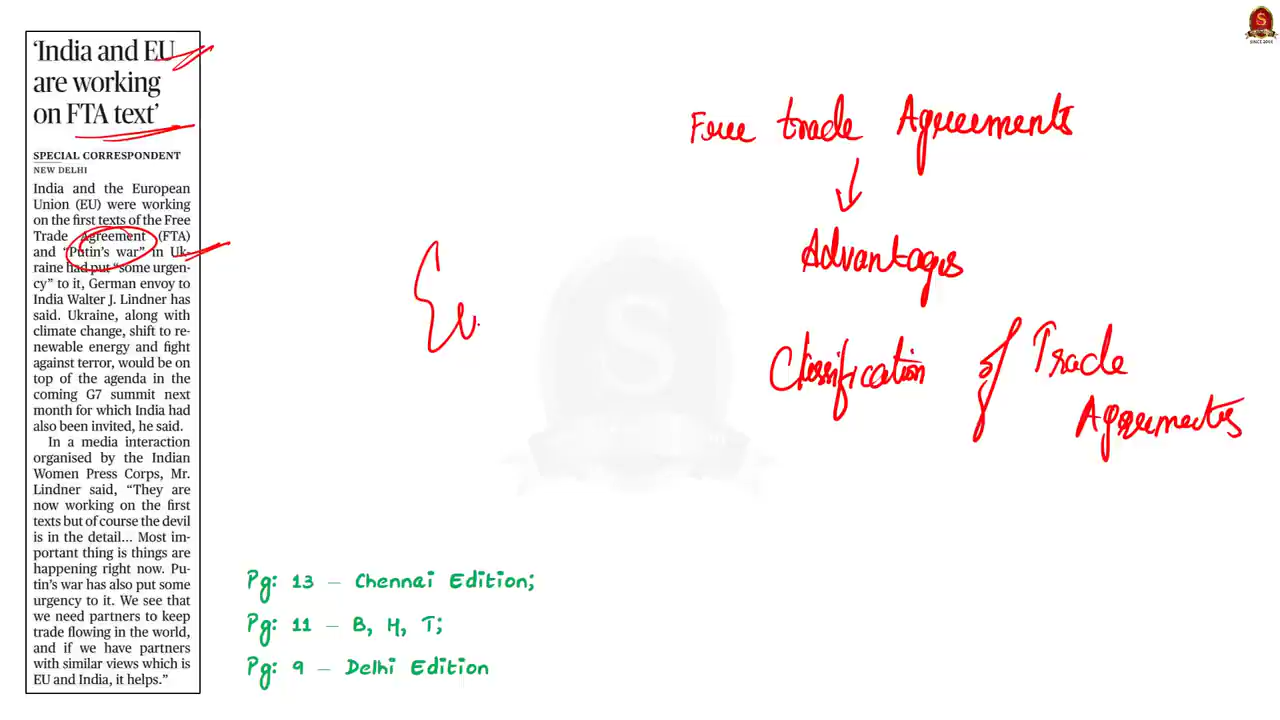 ‘India and EU
are working
on FTA text’
SPECIAL CORRESPONDENT
NEW DELHI
India and the European
Union (EU) were working
on the first texts of the Free
Trade Agreement (FTA)
and “Putin’s war” in Uk-
raine had put “some urgen-
cy” to it, German envoy to
India Walter J. Lindner has
said. Ukraine, along with
climate change, shift to re-
newable energy and fight
against terror, would be on
top of the agenda in the
coming G7 summit next
month for which India had
also been invited, he said.
In a media interaction
organised by the Indian
Women Press Corps, Mr.
Lindner said, “They are
now working on the first
texts but of course the devil
is in the detail... Most im-
portant thing is things are
happening right now. Pu-
tin’s war has also put some
urgency to it. We see that
we need partners to keep
trade flowing in the world,
and if we have partners
with similar views which is
EU and India, it helps.”
Eu
Free trade Agreements
Advantages
Classification of Trade
Agreements
Pg: 13 – Chennai Edition;
Pg: 11 – B, H, T;
Pg: 9 – Delhi Edition
S